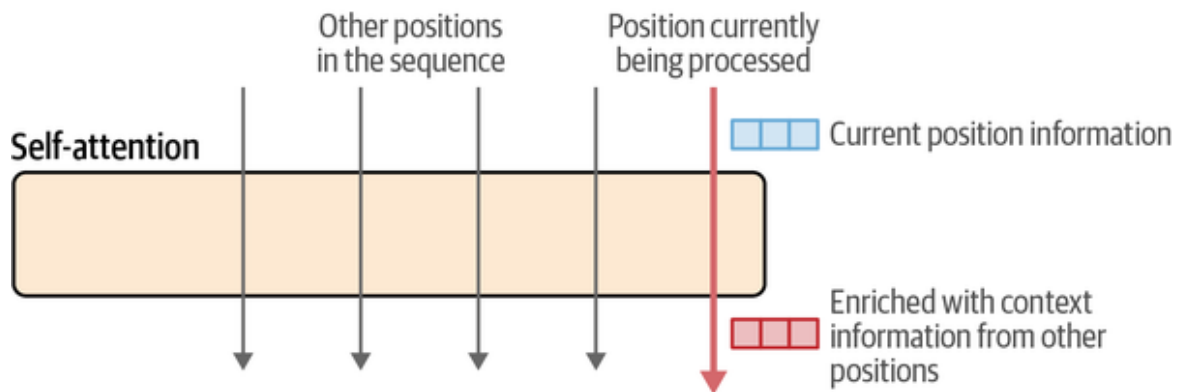 Other positions
in the sequence
Position currently
being processed
Self-attention
Current position information
Enriched with context
information from other
positions